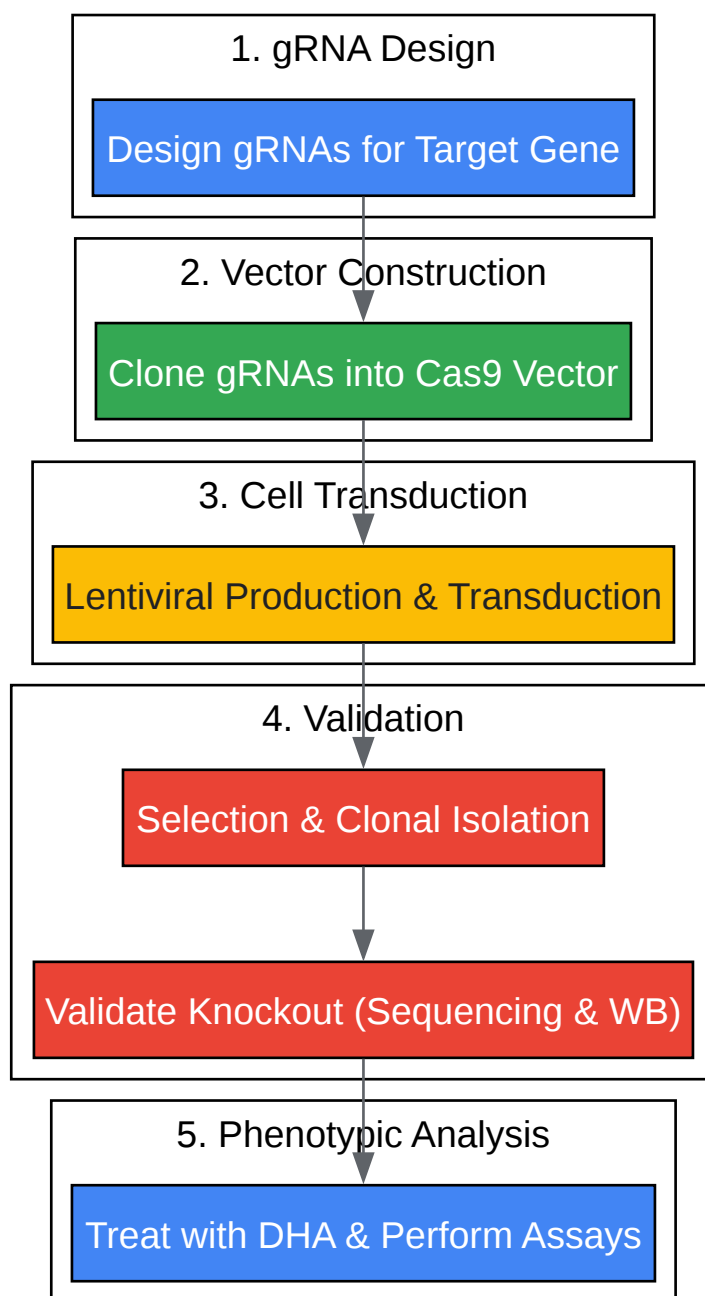 1. gRNA Design
Design gRNAs for Target Gene
2. Vector Construction
Clone gRNAs into Cas9 Vector
3. Cell Transduction
Lentiviral Production & Transduction
4. Validation
Selection & Clonal Isolation
Validate Knockout (Sequencing & WB)
5. Phenotypic Analysis
Treat with DHA & Perform Assays